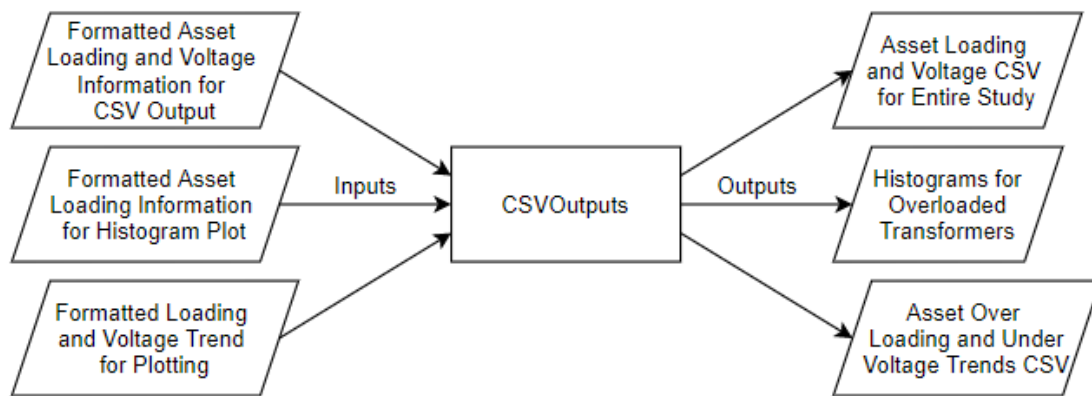 Formatted Asset
Loading and Voltage
Information for
CSV Output
Formatted Asset
Loading Information
for Histogram Plot
Formatted Loading
and Voltage Trend
for Plotting
Inputs
CSVOutputs
Outputs
Asset Loading
and Voltage CSV
for Entire Study
Histograms for
Overloaded
Transformers
Asset Over
Loading and Under
Voltage Trends CSV